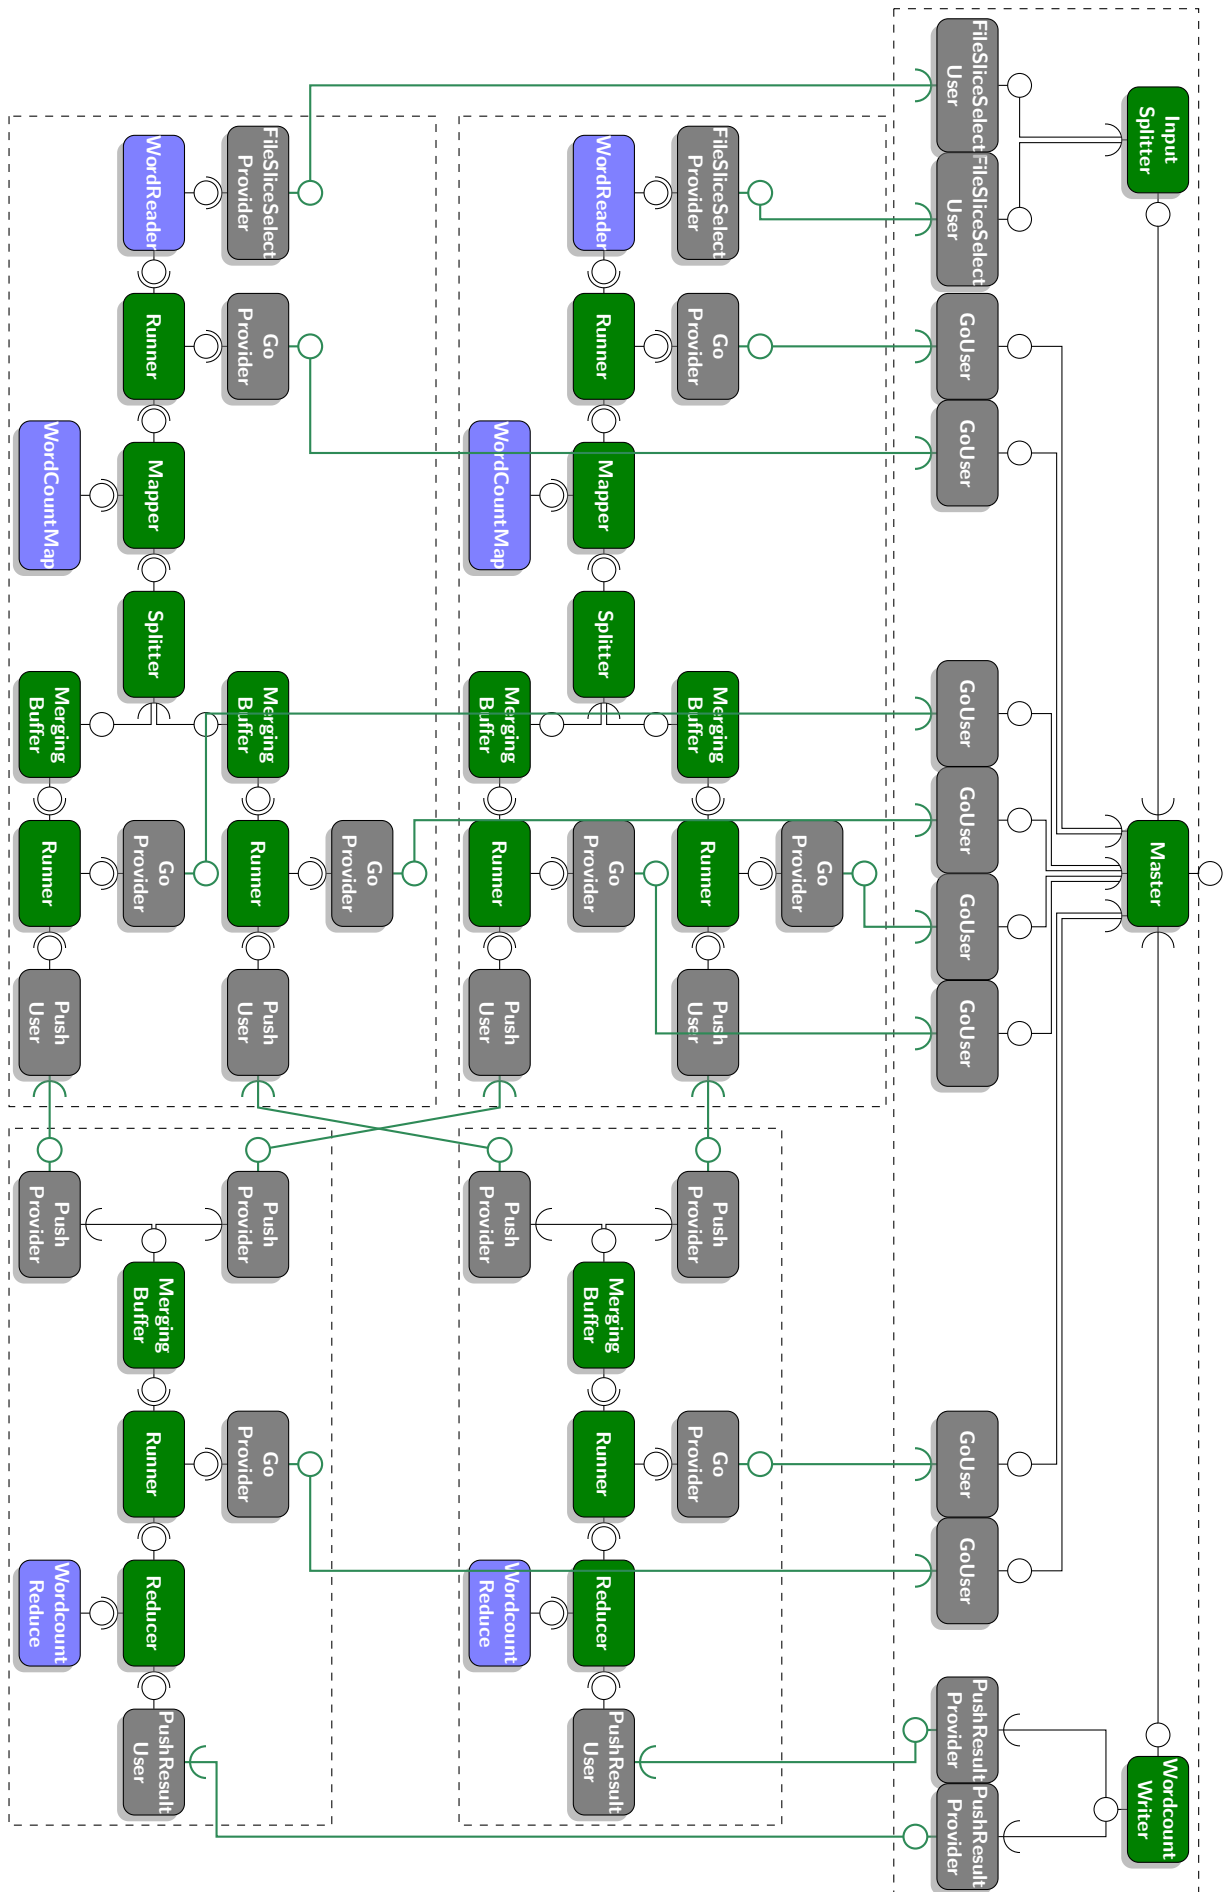 Input
Splitter
Master
Wordcount
Writer
FileSliceSelect
User
FileSliceSelect
User
GoUser
GoUser
GoUser
GoUser
GoUser
GoUser
GoUser
GoUser
PushResult
Provider
PushResult
Provider
Go
Provider
FileSliceSelect
Provider
Go
Provider
Merging
Buffer
Runner
Push
User
Push
Provider
Go
Provider
WordReader
Runner
Mapper
Splitter
Go
Provider
Merging
Buffer
Runner
Reducer
PushResult
User
WordCountMap
Merging
Buffer
Runner
Push
User
Push
Provider
Wordcount
Reduce
Go
Provider
FileSliceSelect
Provider
Go
Provider
Merging
Buffer
Runner
Push
User
Push
Provider
Go
Provider
WordReader
Runner
Mapper
Splitter
Go
Provider
Merging
Buffer
Runner
Reducer
PushResult
User
WordCountMap
Merging
Buffer
Runner
Push
User
Push
Provider
Wordcount
Reduce